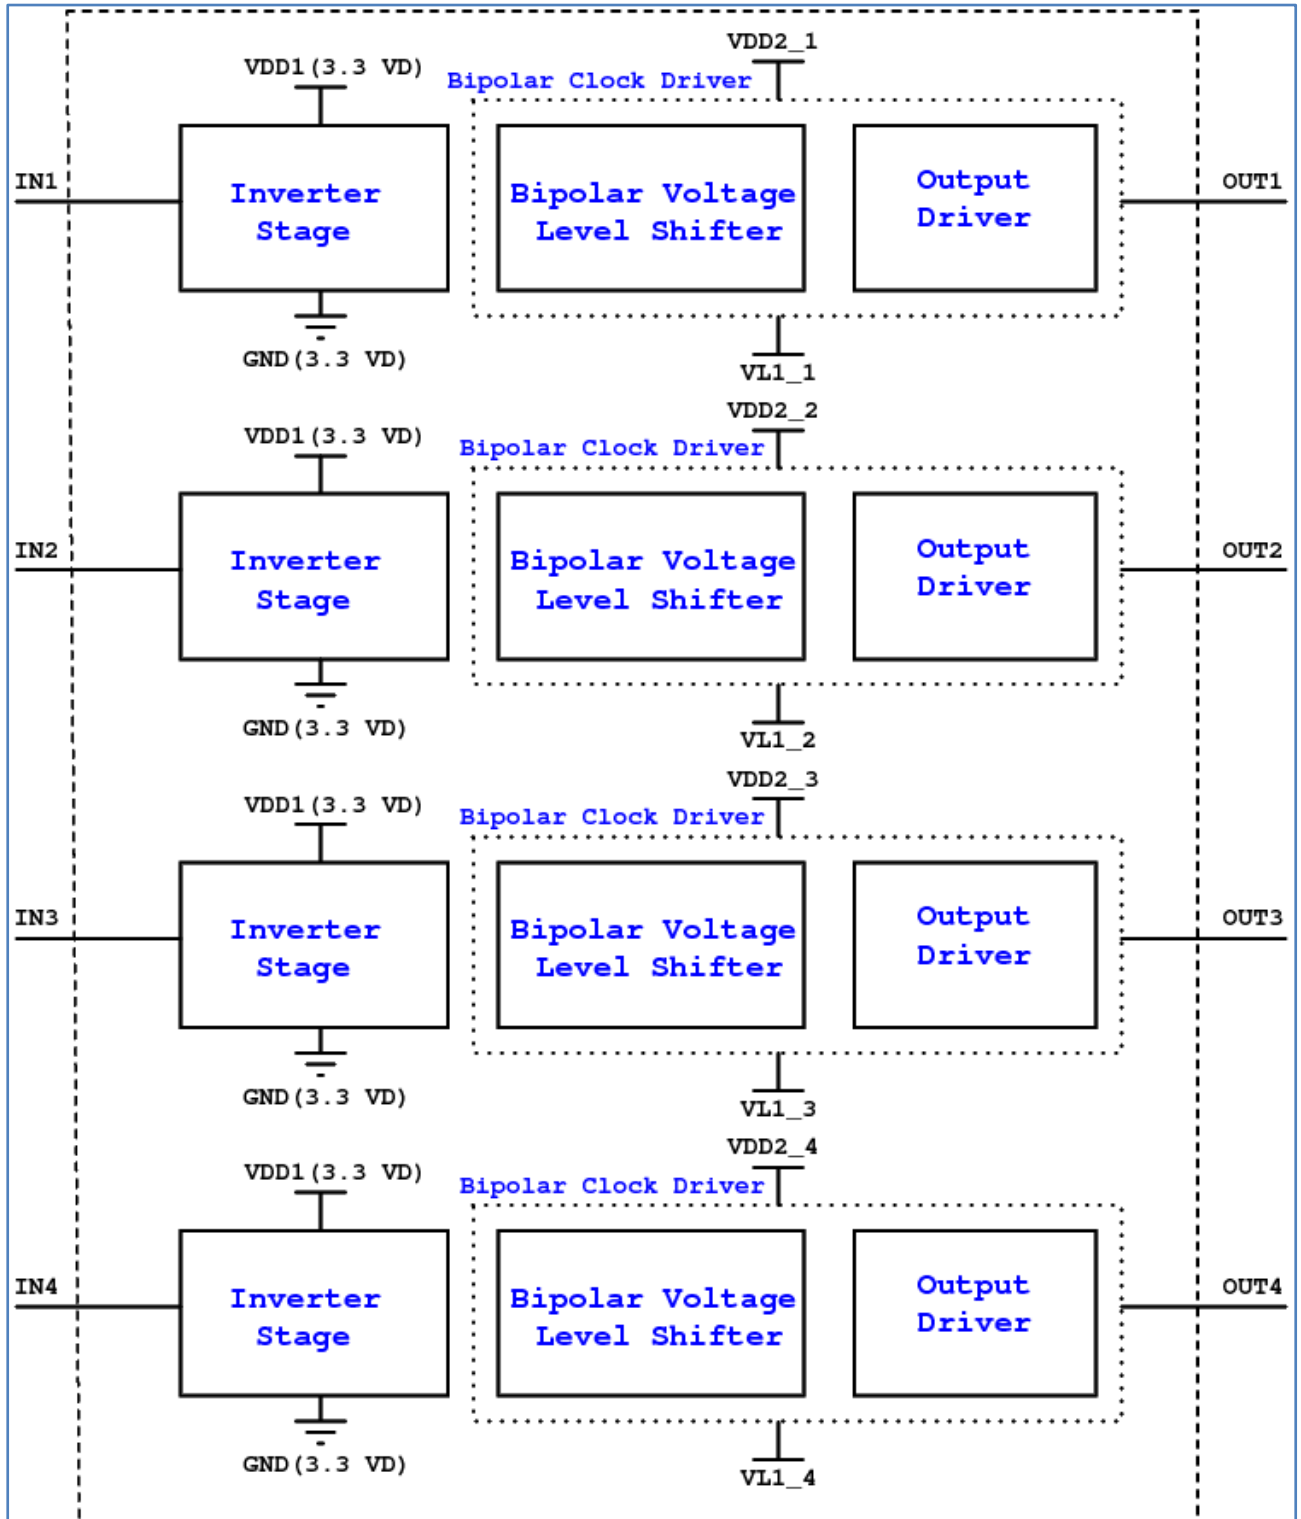 VDD2_1
VDD1(3.3 VD)
Bipolar Clock Driver
IN1
Inverter
Stage
Bipolar Voltage
Level Shifter
Output
Driver
OUT1
GND(3.3 VD)
VL1_1
VDD2_2
VDD1(3.3 VD)
Bipolar Clock Driver
IN2
Inverter
Stage
Bipolar Voltage
Level Shifter
Output
Driver
OUT2
GND(3.3 VD)
VL1_2
VDD2_3
VDD1(3.3 VD)
Bipolar Clock Driver
IN3
Inverter
Stage
Bipolar Voltage
Level Shifter
Output
Driver
OUT3
GND(3.3 VD)
VL1_3
VDD2_4
VDD1(3.3 VD)
Bipolar Clock Driver
IN4
Inverter
Stage
Bipolar Voltage
Level Shifter
Output
Driver
OUT4
GND(3.3 VD)
VL1_4